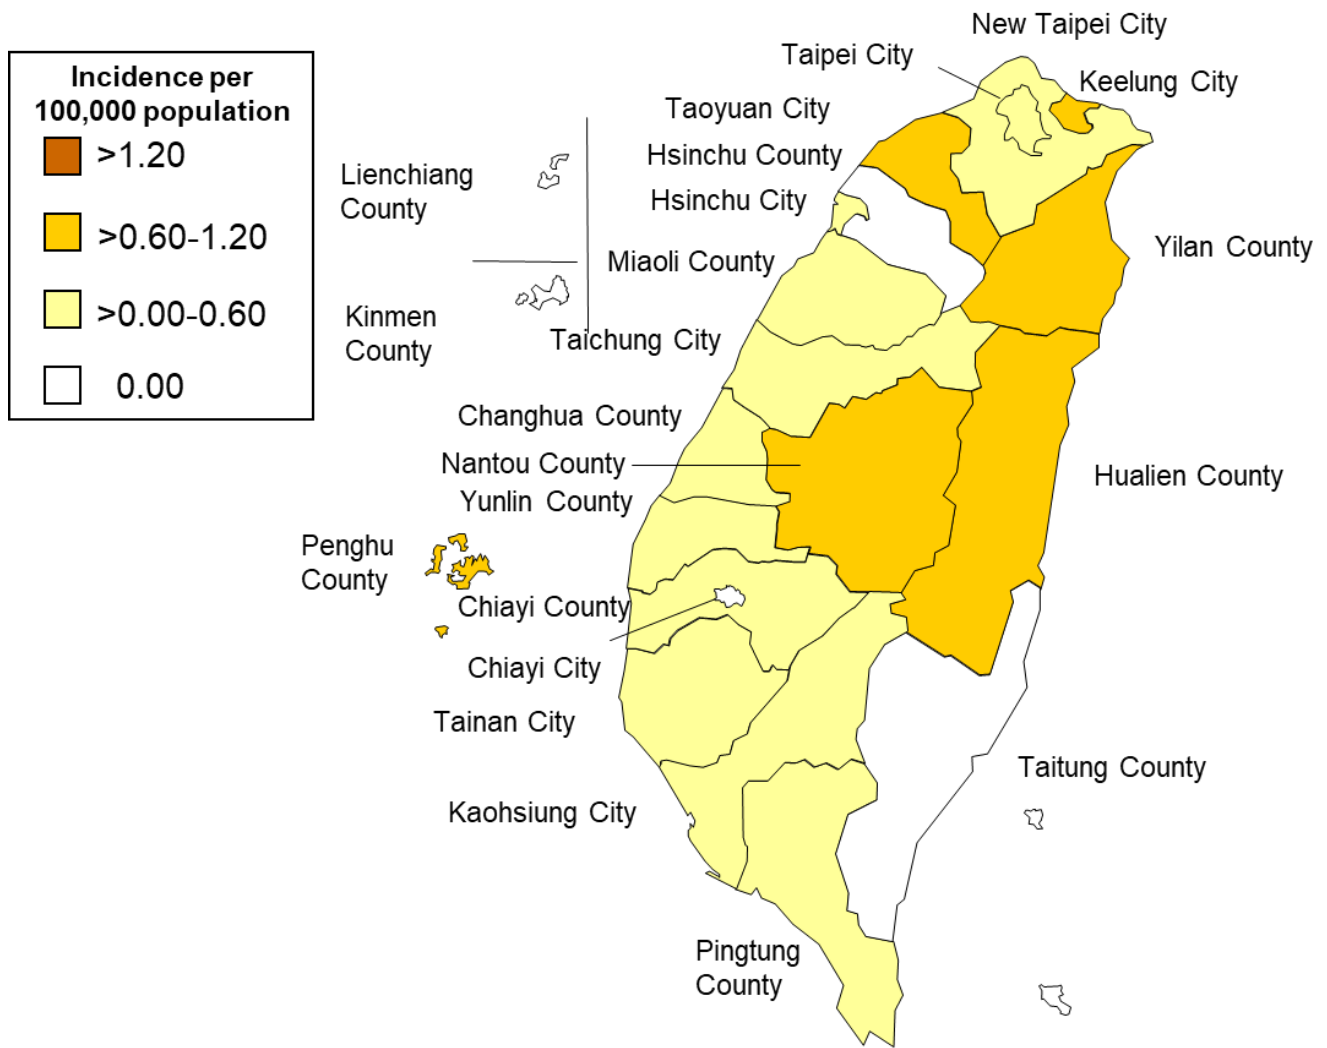 Incidence per
100,000 population
>1.20
>0.60-1.20
>0.00-0.60
0.00
New Taipei City
Taipei City
Keelung City
Taoyuan City
Hsinchu County
Lienchiang
County
Hsinchu City
Yilan County
Miaoli County
Kinmen
County
Taichung City
Changhua County
Nantou County
Hualien County
Yunlin County
Penghu
County
Chiayi County
Chiayi City
Tainan City
Taitung County
Kaohsiung City
Pingtung
County